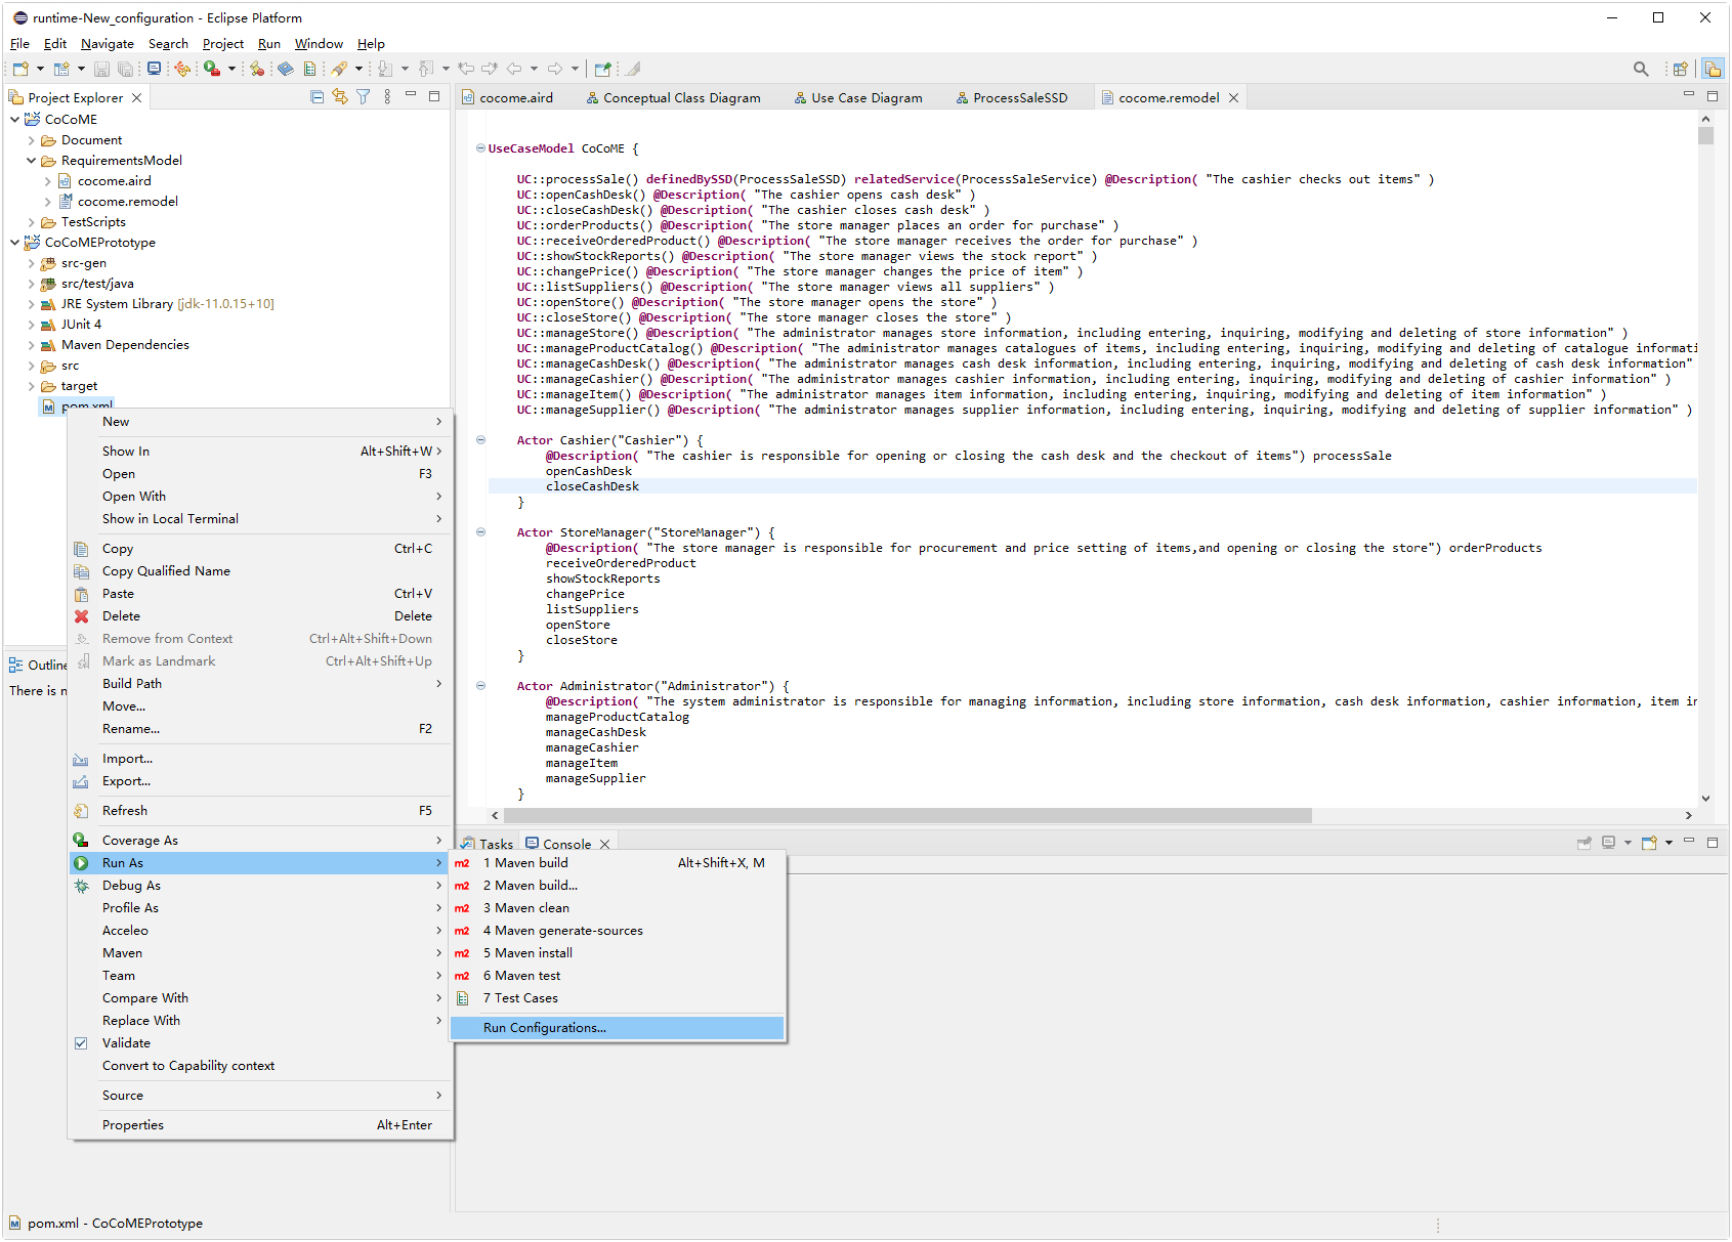 runtime-New_configuration - Eclipse Platform
File Edit Navigate Search Project Run Window Help
Project Explorer
CoCoME
Document
RequirementsModel
cocome.aird
cocome.remodel
TestScripts
CoCoMEPrototype
src-gen
src/test/java
JRE System Library [jdk-11.0.15+10]
JUnit 4
Maven Dependencies
src
target
pom.xml
New
Show In Alt+Shift+W
Open F3
Open With
Show in Local Terminal
Copy Ctrl+C
Copy Qualified Name
Paste Ctrl+V
Delete Delete
Remove from Context Ctrl+Alt+Shift+Down
Mark as Landmark Ctrl+Alt+Shift+Up
Build Path
Move...
Rename... F2
Import...
Export...
Refresh F5
Coverage As
Run As
Debug As
Profile As
Acceleo
Maven
Team
Compare With
Replace With
Validate
Convert to Capability context
Source
Properties Alt+Enter
Outline
There is n
cocome.aird Conceptual Class Diagram Use Case Diagram ProcessSaleSSD cocome.remodel
UseCaseModel CoCoME {
UC::processSale() definedBySSD(ProcessSaleSSD) relatedService(ProcessSaleService) @Description( "The cashier checks out items" )
UC::openCashDesk() @Description( "The cashier opens cash desk" )
UC::closeCashDesk() @Description( "The cashier closes cash desk" )
UC::orderProducts() @Description( "The store manager places an order for purchase" )
UC::receiveOrderedProduct() @Description( "The store manager receives the order for purchase" )
UC::showStockReports() @Description( "The store manager views the stock report" )
UC::changePrice() @Description( "The store manager changes the price of item" )
UC::listSuppliers() @Description( "The store manager views all suppliers" )
UC::openStore() @Description( "The store manager opens the store" )
UC::closeStore() @Description( "The store manager closes the store" )
UC::manageStore() @Description( "The administrator manages store information, including entering, inquiring, modifying and deleting of store information" )
UC::manageProductCatalog() @Description( "The administrator manages catalogues of items, including entering, inquiring, modifying and deleting of catalogue informati
UC::manageCashDesk() @Description( "The administrator manages cash desk information, including entering, inquiring, modifying and deleting of cash desk information"
UC::manageCashier() @Description( "The administrator manages cashier information, including entering, inquiring, modifying and deleting of cashier information" )
UC::manageItem() @Description( "The administrator manages item information, including entering, inquiring, modifying and deleting of item information" )
UC::manageSupplier() @Description( "The administrator manages supplier information, including entering, inquiring, modifying and deleting of supplier information" )
Actor Cashier("Cashier") {
@Description( "The cashier is responsible for opening or closing the cash desk and the checkout of items") processSale
openCashDesk
closeCashDesk
}
Actor StoreManager("StoreManager") {
@Description( "The store manager is responsible for procurement and price setting of items,and opening or closing the store") orderProducts
receiveOrderedProduct
showStockReports
changePrice
listSuppliers
openStore
closeStore
}
Actor Administrator("Administrator") {
@Description( "The system administrator is responsible for managing information, including store information, cash desk information, cashier information, item in
manageProductCatalog
manageCashDesk
manageCashier
manageItem
manageSupplier
}
Tasks Console
m2 1 Maven build Alt+Shift+X, M
m2 2 Maven build...
m2 3 Maven clean
m2 4 Maven generate-sources
m2 5 Maven install
m2 6 Maven test
7 Test Cases
Run Configurations...
pom.xml - CoCoMEPrototype